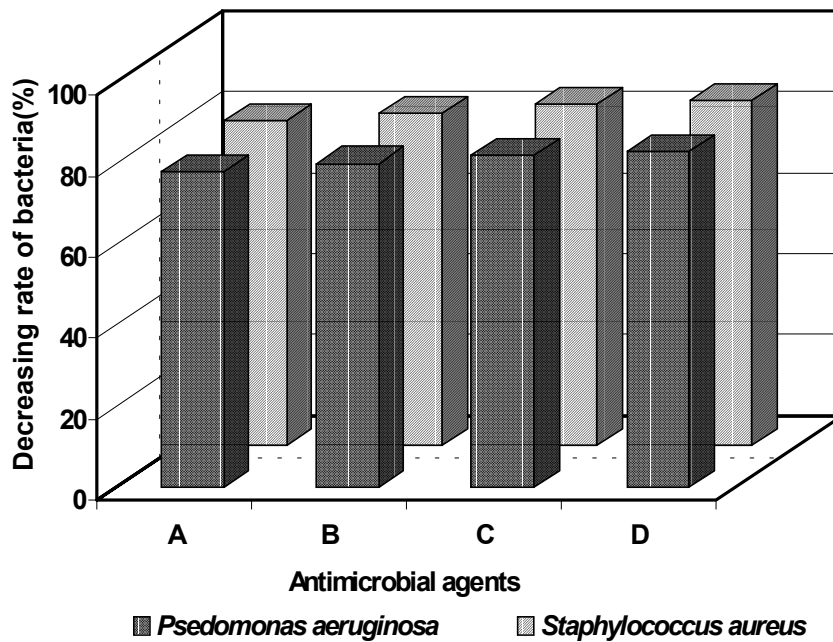 Decreasing rate of bacteria(%)
100
80
60
40
20
0
A B C D
Antimicrobial agents
Psedomonas aeruginosa Staphylococcus aureus